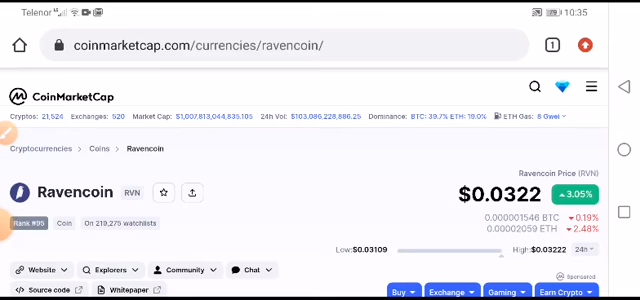 Telenor 10:35
coinmarketcap.com/currencies/ravencoin/ 1
CoinMarketCap
Cryptos: 21,524 Exchanges: 520 Market Cap: $1,007,813,044,835.105 24h Vol: $103,086,228,886.25 Dominance: BTC: 39.7% ETH: 19.0% ETH Gas: 8 Gwei
Cryptocurrencies > Coins > Ravencoin
Ravencoin Price (RVN)
Ravencoin RVN $0.0322 3.05%
0.000001546 BTC 0.19%
Rank #95 Coin On 219,275 watchlists 0.00002059 ETH 2.48%
Low:$0.03109 High:$0.03222 24h
Website Explorers Community Chat Sponsored
Source code Whitepaper Buy Exchange Gaming Earn Crypto